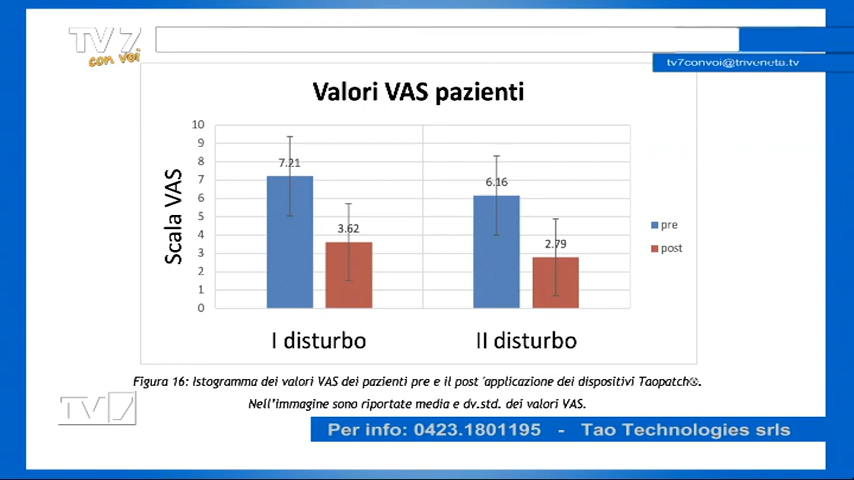 TV7
con voi
tv7convoi@triveneta.tv
Valori VAS pazienti
Scala VAS
10
9
8
7
6
5
4
3
2
1
0
7.21
3.62
6.16
2.79
pre
post
I disturbo
II disturbo
Figura 16: Istogramma dei valori VAS dei pazienti pre e il post ´applicazione dei dispositivi Taopatch®.
Nell’immagine sono riportate media e dv.std. dei valori VAS.
TV7
Per info: 0423.1801195 - Tao Technologies srls